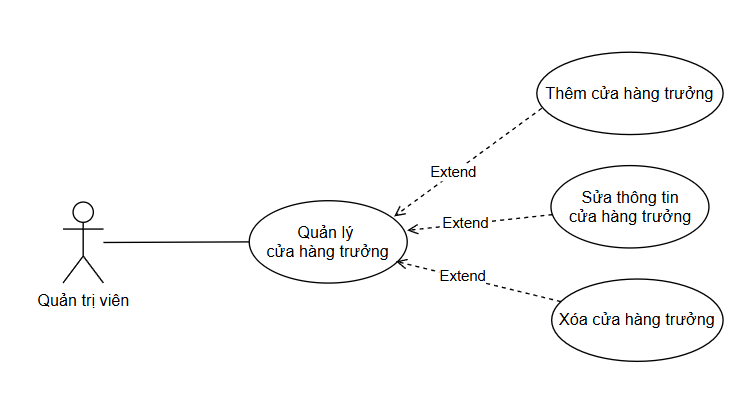 Thêm cửa hàng trưởng
Extend
Sửa thông tin
cửa hàng trưởng
Extend
Quản lý
cửa hàng trưởng
Extend
Quản trị viên
Xóa cửa hàng trưởng